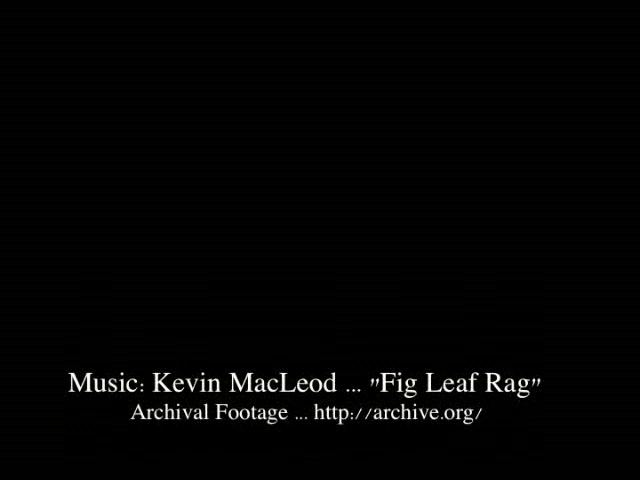 Music: Kevin MacLeod ... "Fig Leaf Rag"
Archival Footage ... http://archive.org/